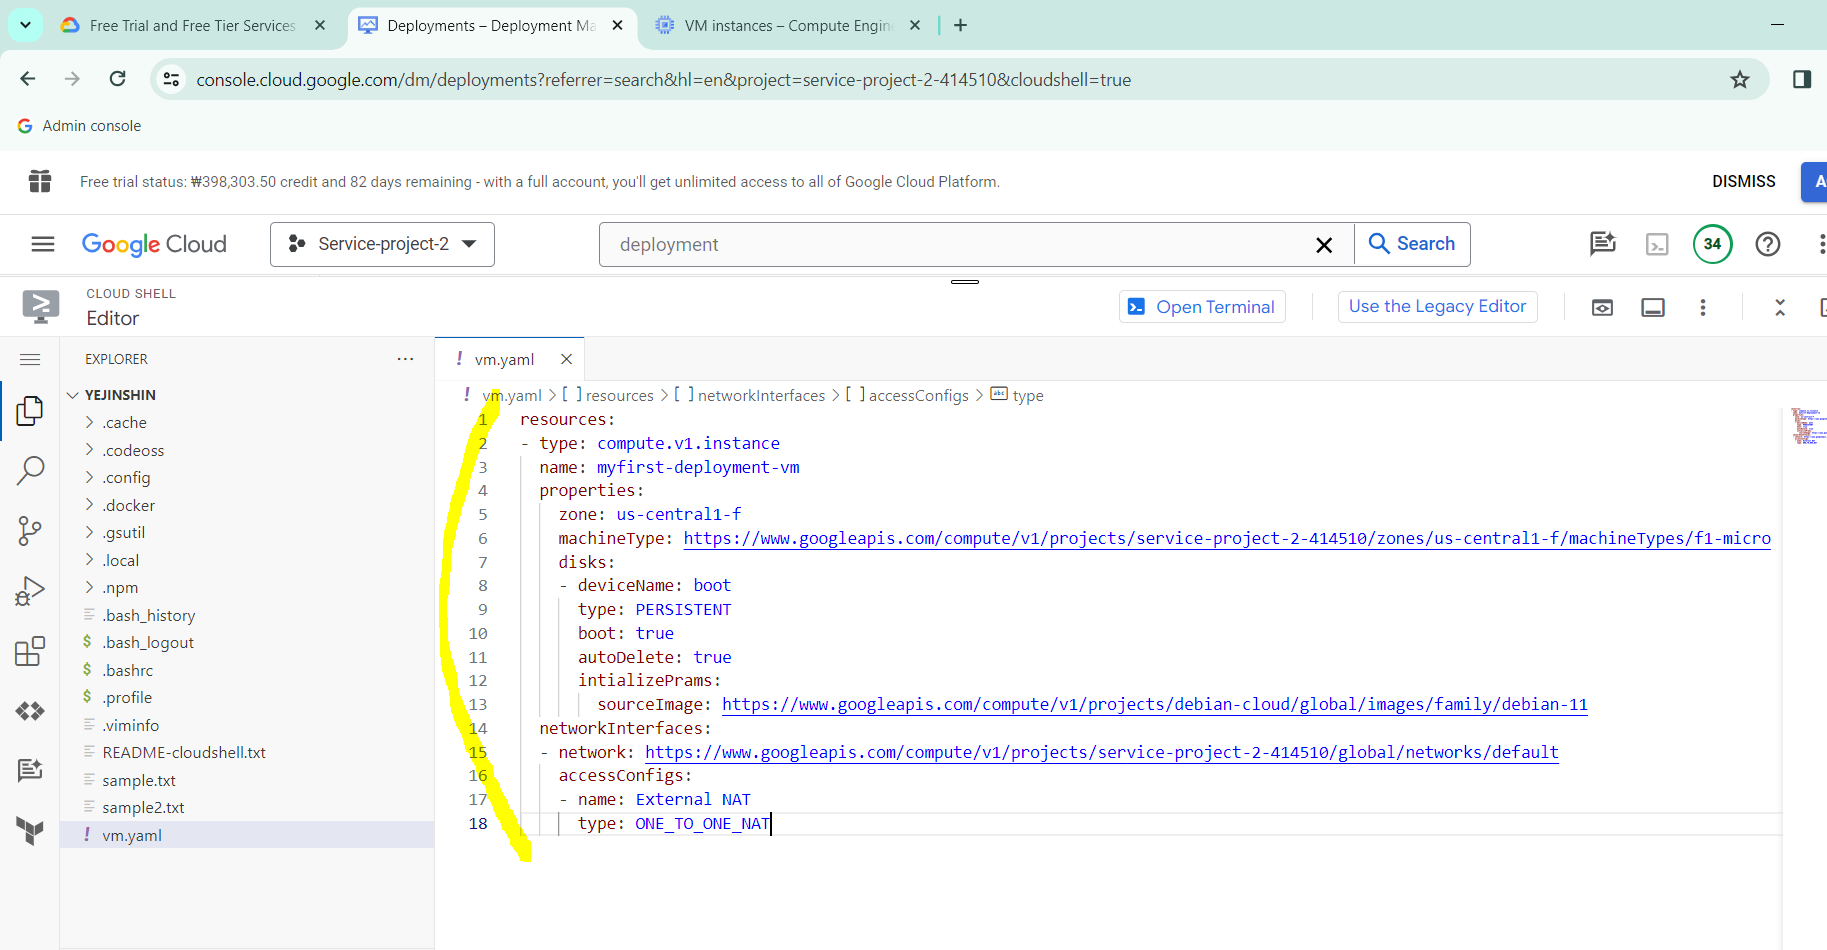 Free Trial and Free Tier Services
Deployments – Deployment Ma
VM instances – Compute Engin
console.cloud.google.com/dm/deployments?referrer=search&hl=en&project=service-project-2-414510&cloudshell=true
Admin console
Free trial status: ₩398,303.50 credit and 82 days remaining - with a full account, you'll get unlimited access to all of Google Cloud Platform.
DISMISS
A
Google Cloud
Service-project-2
deployment
Search
34
CLOUD SHELL
Editor
Open Terminal
Use the Legacy Editor
EXPLORER
YEJINSHIN
.cache
.codeoss
.config
.docker
.gsutil
.local
.npm
.bash_history
.bash_logout
.bashrc
.profile
.viminfo
README-cloudshell.txt
sample.txt
sample2.txt
vm.yaml
vm.yaml
vm.yaml > [ ] resources > [ ] networkInterfaces > [ ] accessConfigs > abc type
1 resources:
2 - type: compute.v1.instance
3 name: myfirst-deployment-vm
4 properties:
5 zone: us-central1-f
6 machineType: https://www.googleapis.com/compute/v1/projects/service-project-2-414510/zones/us-central1-f/machineTypes/f1-micro
7 disks:
8 - deviceName: boot
9 type: PERSISTENT
10 boot: true
11 autoDelete: true
12 intializePrams:
13 sourceImage: https://www.googleapis.com/compute/v1/projects/debian-cloud/global/images/family/debian-11
14 networkInterfaces:
15 - network: https://www.googleapis.com/compute/v1/projects/service-project-2-414510/global/networks/default
16 accessConfigs:
17 - name: External NAT
18 type: ONE_TO_ONE_NAT